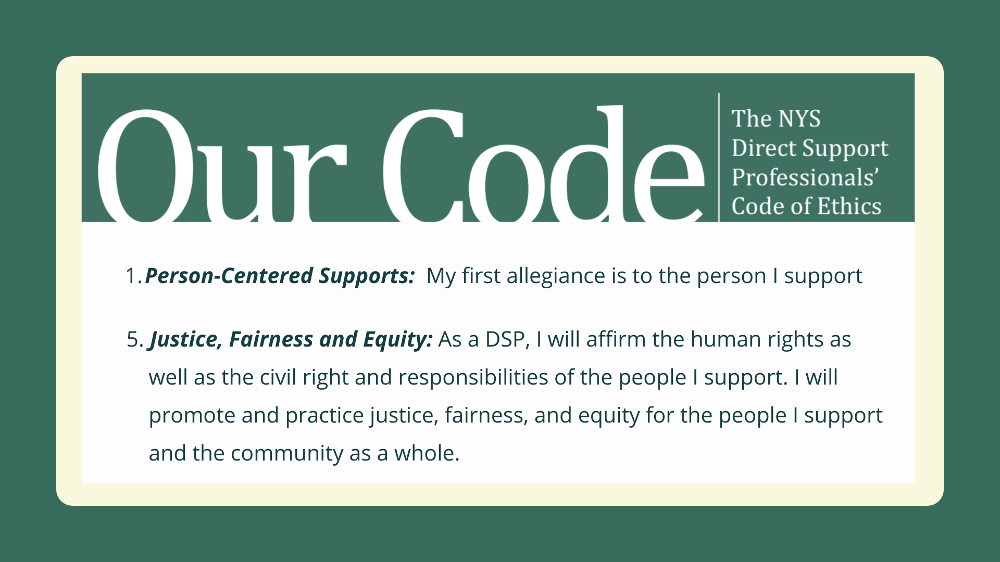 Our Code
The NYS
Direct Support
Professionals’
Code of Ethics
1. Person-Centered Supports: My first allegiance is to the person I support
5. Justice, Fairness and Equity: As a DSP, I will affirm the human rights as
well as the civil right and responsibilities of the people I support. I will
promote and practice justice, fairness, and equity for the people I support
and the community as a whole.